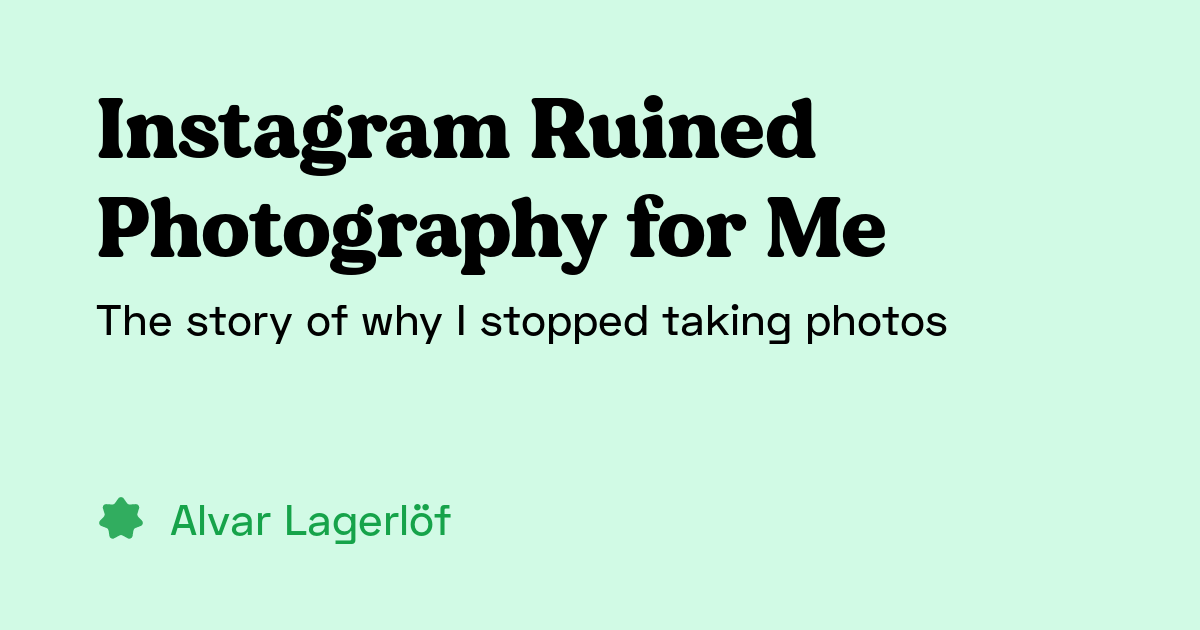 Instagram Ruined
Photography for Me
The story of why I stopped taking photos
Alvar Lagerlöf